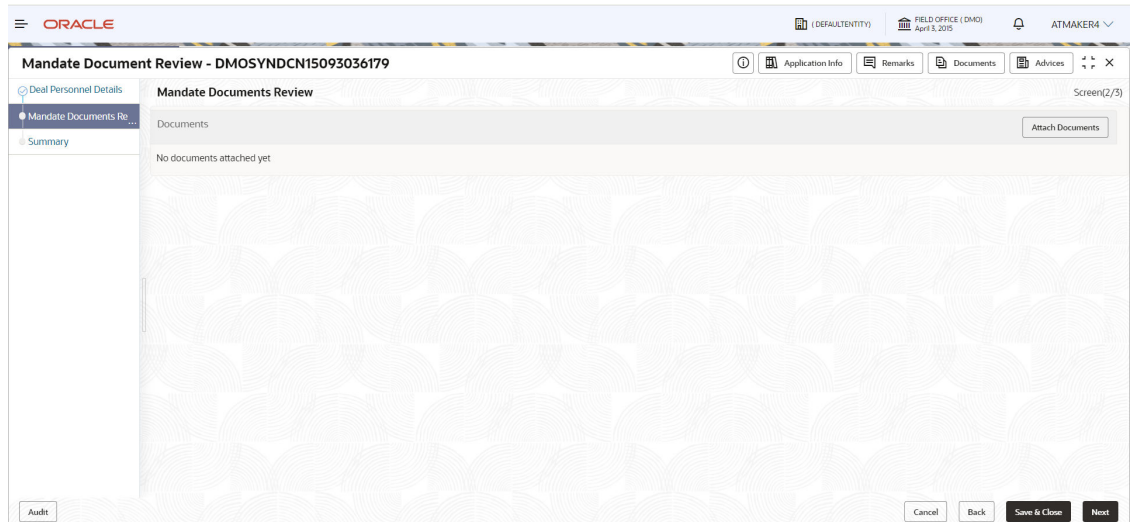 ORACLE
( DEFAULTENTITY)
FIELD OFFICE ( DMO)
April 3, 2015
ATMAKER4
Mandate Document Review - DMOSYNDCN15093036179
Application Info
Remarks
Documents
Advices
Deal Personnel Details
Mandate Documents Re...
Summary
Mandate Documents Review
Screen(2/3)
Documents
Attach Documents
No documents attached yet
Audit
Cancel
Back
Save & Close
Next